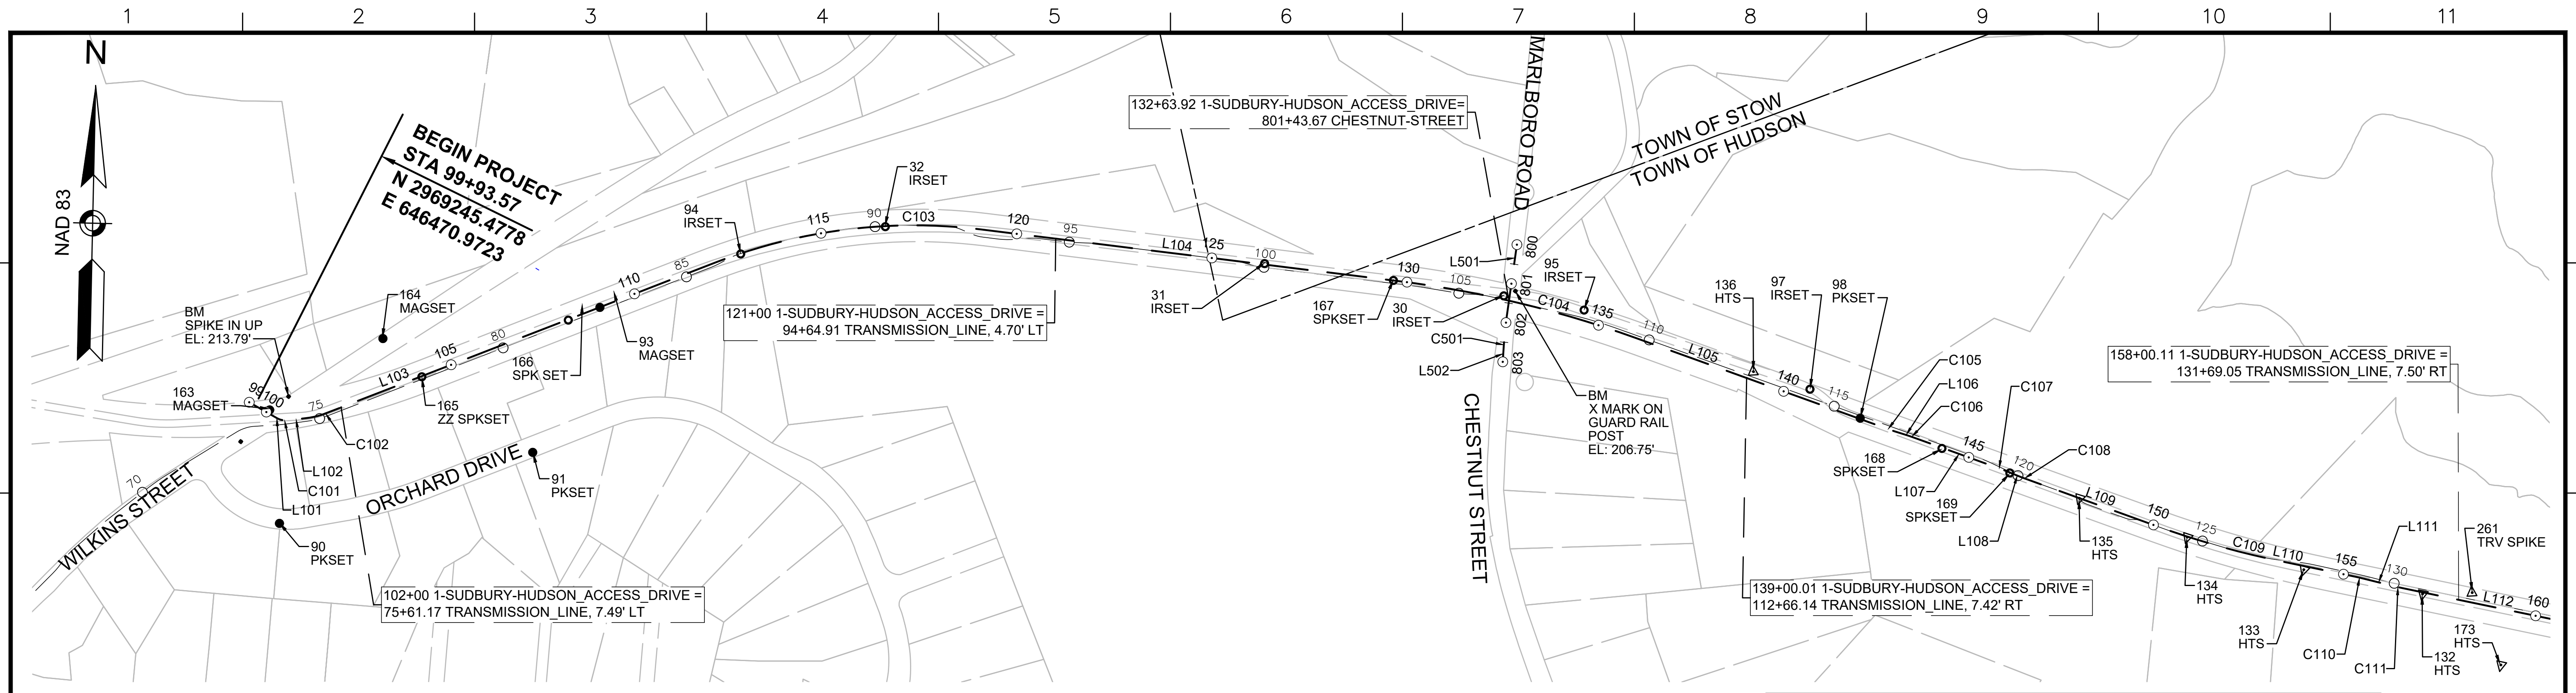 1 2 3 4 5 6 7 8 9 10 11
N
NAD 83
BEGIN PROJECT
STA 99+93.57
N 2969245.4778
E 646470.9723
BM
SPIKE IN UP
EL: 213.79'
164
MAGSET
163
MAGSET
99
100
70
75
L101
C101
L102
C102
WILKINS STREET
ORCHARD DRIVE
90
PKSET
91
PKSET
102+00 1-SUDBURY-HUDSON_ACCESS_DRIVE =
75+61.17 TRANSMISSION_LINE, 7.49' LT
L103
105
165
ZZ SPKSET
80
166
SPK SET
110
93
MAGSET
85
94
IRSET
115
90
32
IRSET
C103
120
95
121+00 1-SUDBURY-HUDSON_ACCESS_DRIVE =
94+64.91 TRANSMISSION_LINE, 4.70' LT
L104
125
100
31
IRSET
132+63.92 1-SUDBURY-HUDSON_ACCESS_DRIVE=
801+43.67 CHESTNUT-STREET
130
105
167
SPKSET
30
IRSET
MARLBORO ROAD
L501
800
801
802
803
C501
L502
CHESTNUT STREET
TOWN OF STOW
TOWN OF HUDSON
95
IRSET
C104
135
110
BM
X MARK ON
GUARD RAIL
POST
EL: 206.75'
L105
136
HTS
97
IRSET
98
PKSET
140
115
139+00.01 1-SUDBURY-HUDSON_ACCESS_DRIVE =
112+66.14 TRANSMISSION_LINE, 7.42' RT
C105
L106
C106
C107
145
168
SPKSET
L107
169
SPKSET
120
C108
L108
L109
135
HTS
150
125
134
HTS
158+00.11 1-SUDBURY-HUDSON_ACCESS_DRIVE =
131+69.05 TRANSMISSION_LINE, 7.50' RT
C109
L110
133
HTS
155
L111
130
C110
C111
132
HTS
261
TRV SPIKE
L112
160
173
HTS